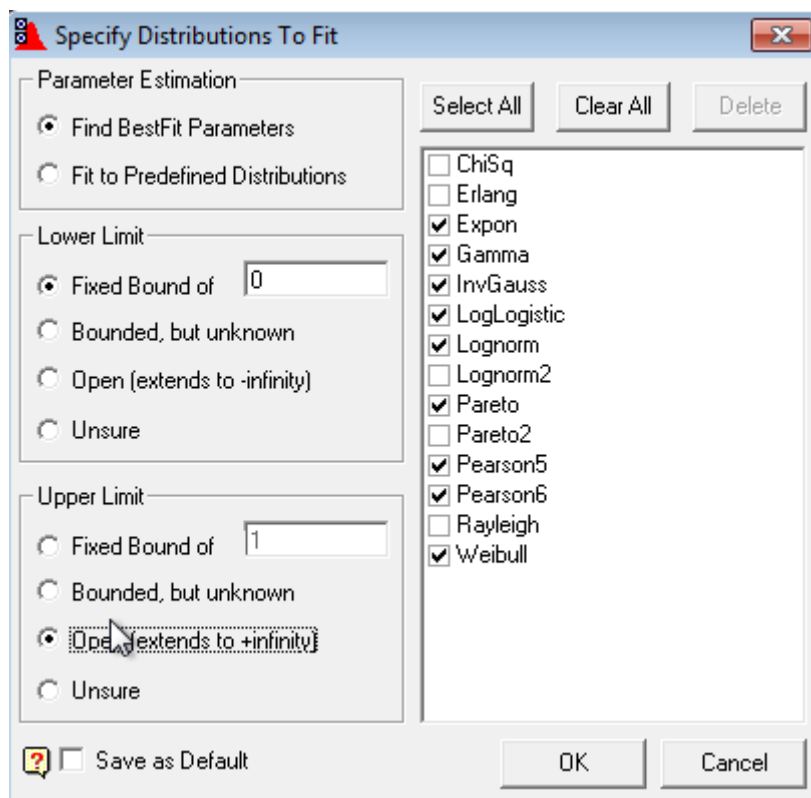 Specify Distributions To Fit
Parameter Estimation
Find BestFit Parameters
Fit to Predefined Distributions
Lower Limit
Fixed Bound of 0
Bounded, but unknown
Open (extends to -infinity)
Unsure
Upper Limit
Fixed Bound of 1
Bounded, but unknown
Open (extends to +infinity)
Unsure
Save as Default
Select All Clear All Delete
ChiSq
Erlang
Expon
Gamma
InvGauss
LogLogistic
Lognorm
Lognorm2
Pareto
Pareto2
Pearson5
Pearson6
Rayleigh
Weibull
OK Cancel